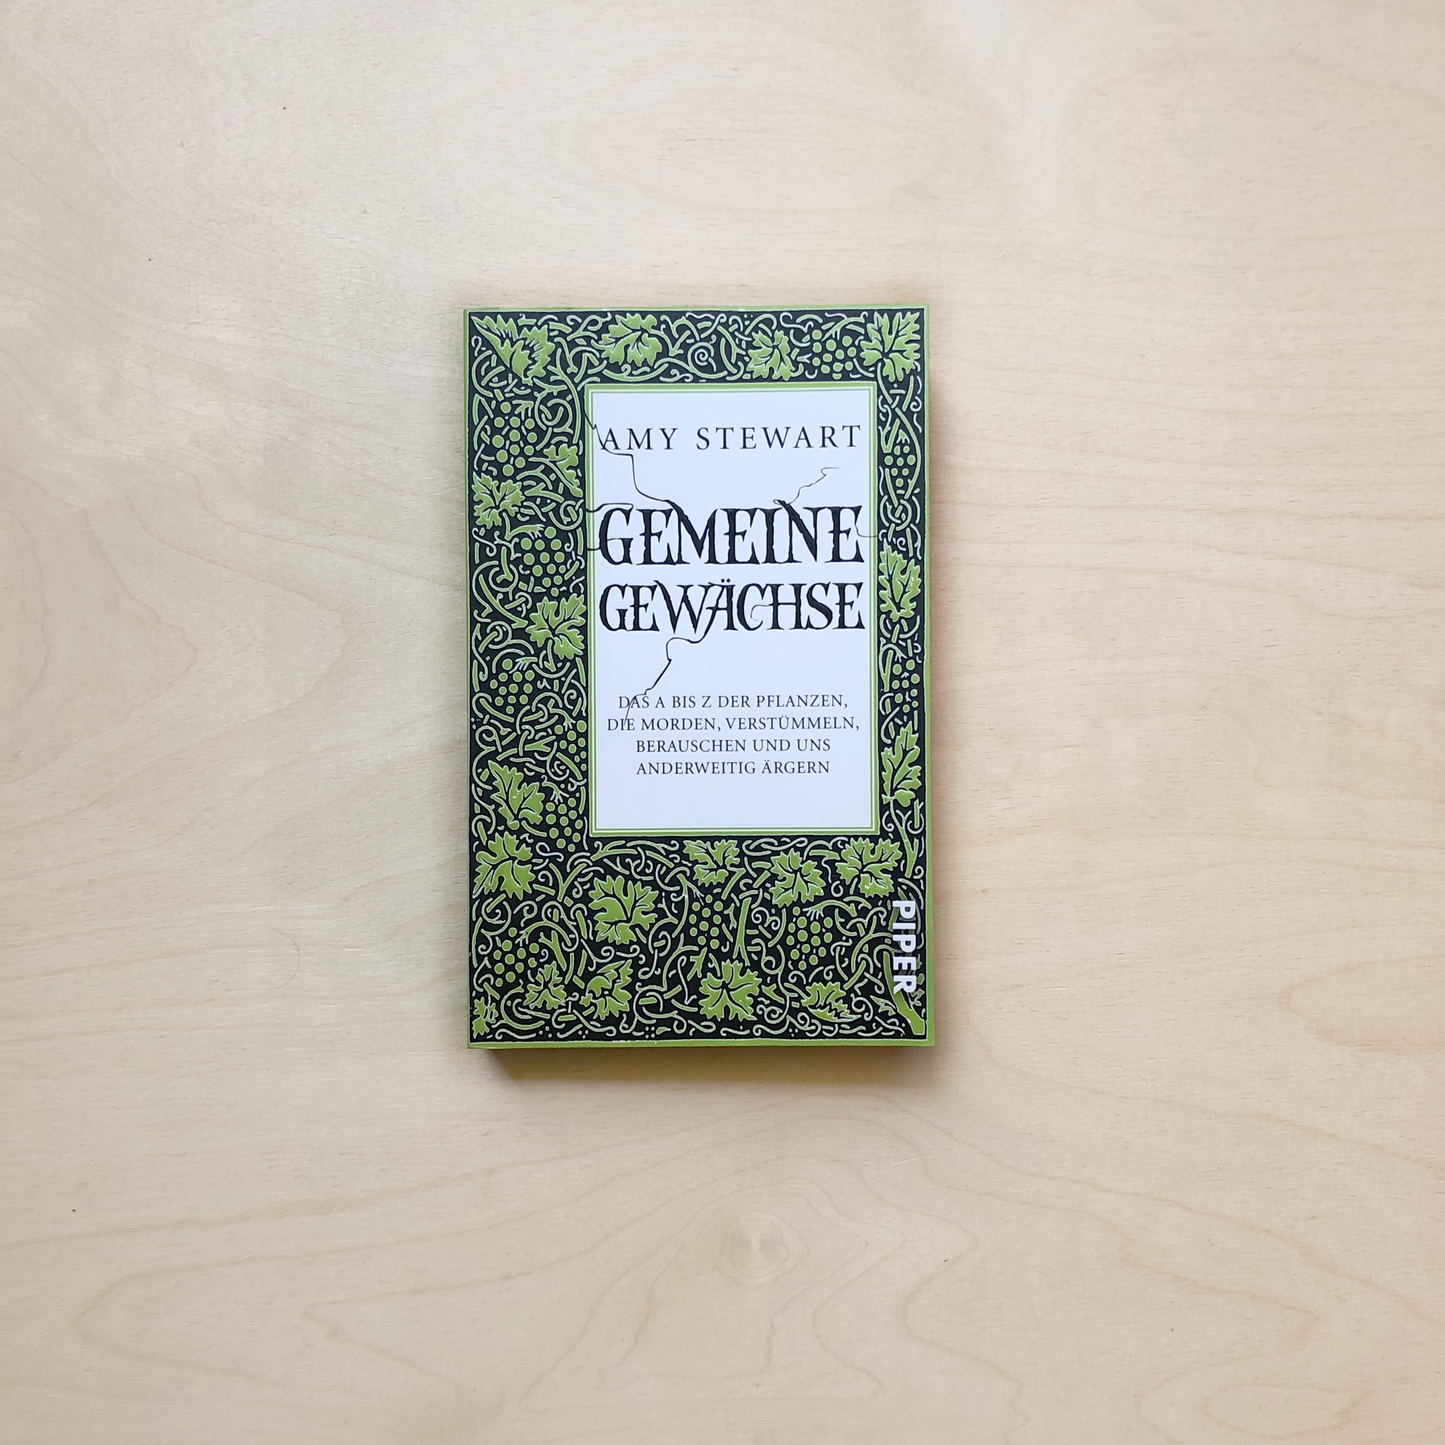 AMY STEWART
GEMEINE
GEWÄCHSE
DAS A BIS Z DER PFLANZEN,
DIE MORDEN, VERSTÜMMELN,
BERAUSCHEN UND UNS
ANDERWEITIG ÄRGERN
PIPER